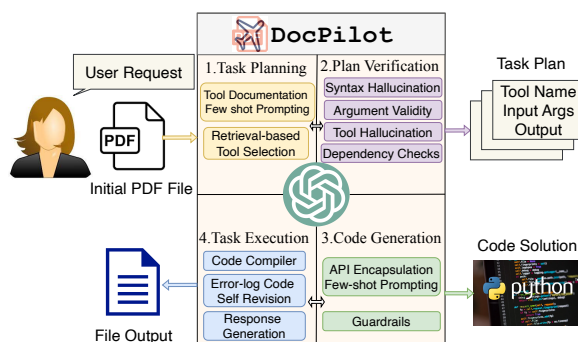 DocPilot
User Request
1.Task Planning
2.Plan Verification
Task Plan
Tool Documentation
Few shot Prompting
Retrieval-based
Tool Selection
Syntax Hallucination
Argument Validity
Tool Hallucination
Dependency Checks
Tool Name
Input Args
Output
PDF
Initial PDF File
4.Task Execution
3.Code Generation
Code Solution
Code Compiler
Error-log Code
Self Revision
Response
Generation
API Encapsulation
Few-shot Prompting
Guardrails
python
File Output